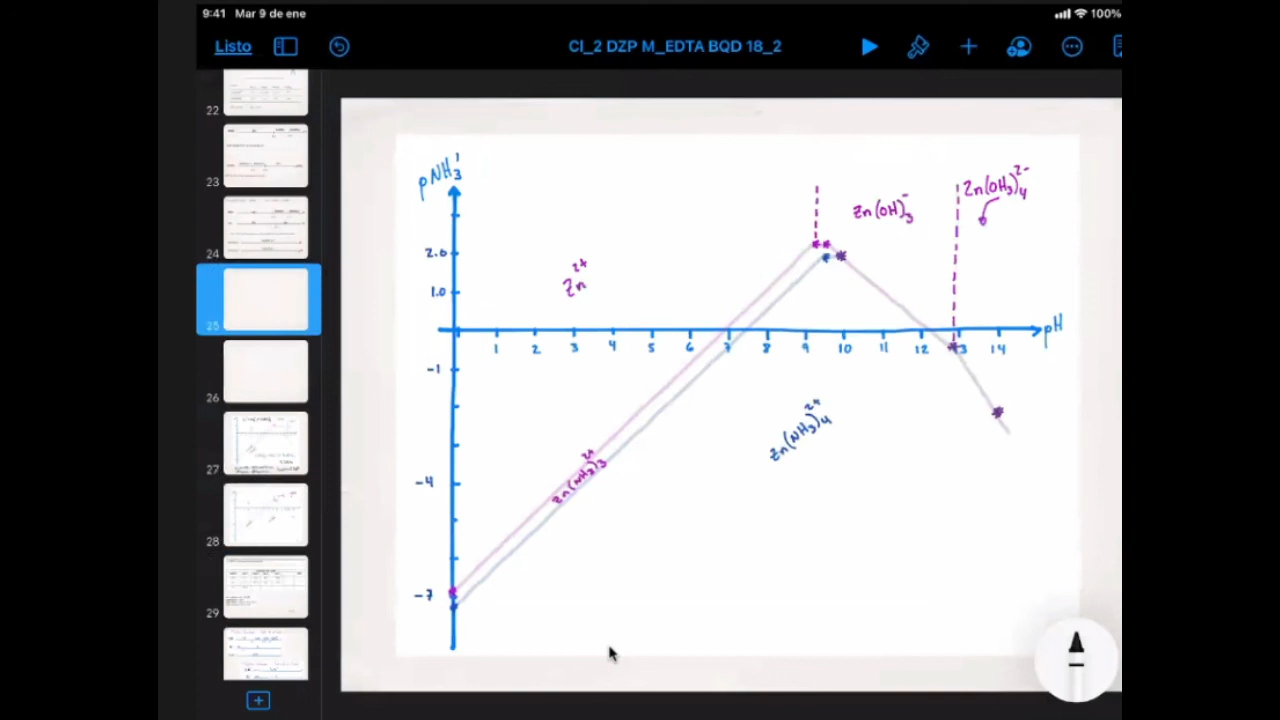 9:41 Mar 9 de ene
100%
Listo
CI_2 DZP M_EDTA BQD 18_2
22
23
24
25
26
27
28
29
pNH₃'
2.0
1.0
-1
-4
-7
1 2 3 4 5 6 7 8 9 10 11 12 13 14
pH
Zn²⁺
Zn(OH)₃⁻
Zn(OH₃)₄²⁻
Zn(NH₃)₃²⁺
Zn(NH₃)₄²⁺